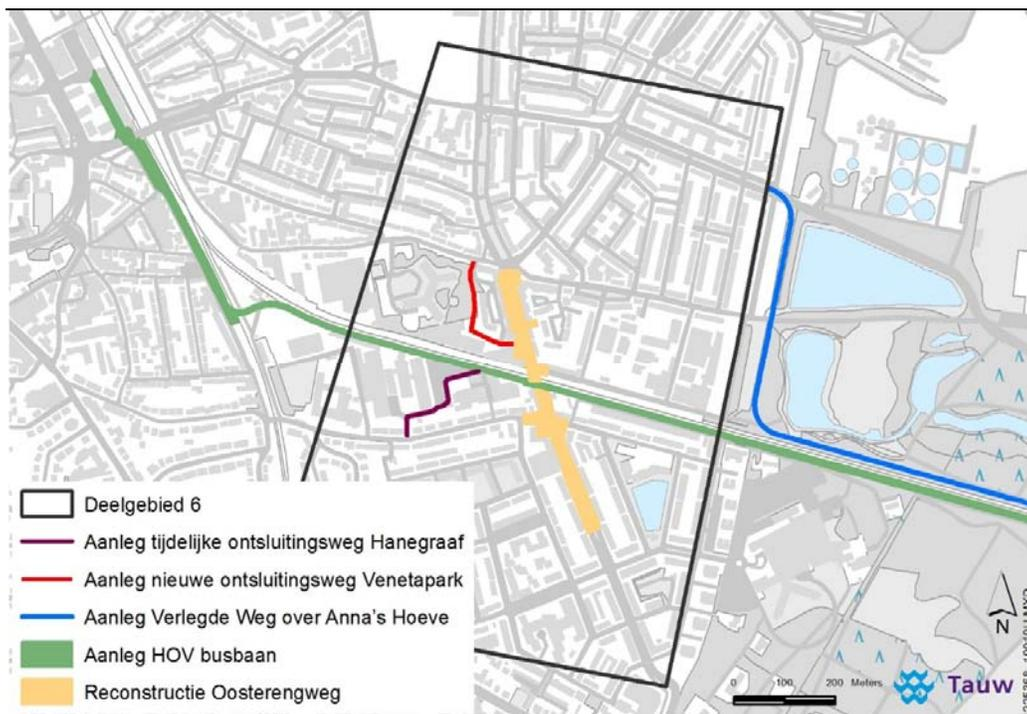 Deelgebied 6
Aanleg tijdelijke ontsluitingsweg Hanegraaf
Aanleg nieuwe ontsluitingsweg Venetapark
Aanleg Verlegde Weg over Anna's Hoeve
Aanleg HOV busbaan
Reconstructie Oosterengweg
N
0 100 200 Meters
Tauw